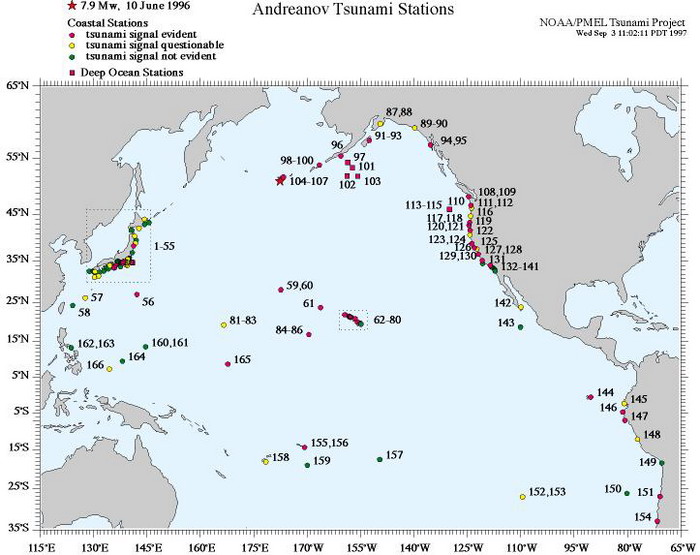 Andreanov Tsunami Stations
7.9 Mw, 10 June 1996
Coastal Stations
tsunami signal evident
tsunami signal questionable
tsunami signal not evident
Deep Ocean Stations
NOAA/PMEL Tsunami Project
Wed Sep 3 11:02:11 PDT 1997
65°N
87,88
89-90
91-93
94,95
96
97
98-100
101
55°N
104-107
102
103
108,109
110
111,112
113-115
116
45°N
117,118
119
120,121
122
123,124
125
1-55
126
127,128
129,130
131
132-141
35°N
59,60
57
56
61
142
25°N
58
81-83
62-80
143
84-86
162,163
160,161
15°N
164
165
166
5°N
144
145
146
147
5°S
148
155,156
15°S
158
159
157
149
150
151
152,153
25°S
154
35°S
115°E
130°E
145°E
160°E
175°E
170°W
155°W
140°W
125°W
110°W
95°W
80°W
65°W